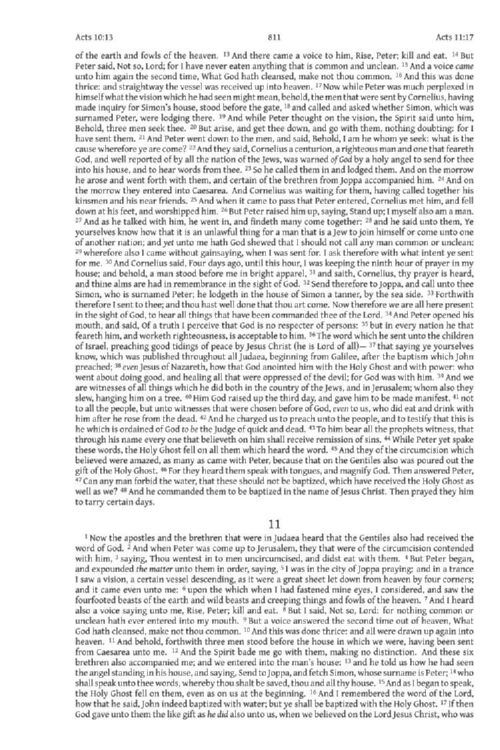 Acts 10:13 811 Acts 11:17
of the earth and fowls of the heaven. 13 And there came a voice to him, Rise, Peter; kill and eat. 14 But
Peter said, Not so, Lord; for I have never eaten anything that is common and unclean. 15 And a voice came
unto him again the second time, What God hath cleansed, make not thou common. 16 And this was done
thrice: and straightway the vessel was received up into heaven. 17 Now while Peter was much perplexed in
himself what the vision which he had seen might mean, behold, the men that were sent by Cornelius, having
made inquiry for Simon's house, stood before the gate, 18 and called and asked whether Simon, which was
surnamed Peter, were lodging there. 19 And while Peter thought on the vision, the Spirit said unto him,
Behold, three men seek thee. 20 But arise, and get thee down, and go with them, nothing doubting: for I
have sent them. 21 And Peter went down to the men, and said, Behold, I am he whom ye seek: what is the
cause wherefore ye are come? 22 And they said, Cornelius a centurion, a righteous man and one that feareth
God, and well reported of by all the nation of the Jews, was warned of God by a holy angel to send for thee
into his house, and to hear words from thee. 23 So he called them in and lodged them. And on the morrow
he arose and went forth with them, and certain of the brethren from Joppa accompanied him. 24 And on
the morrow they entered into Caesarea. And Cornelius was waiting for them, having called together his
kinsmen and his near friends. 25 And when it came to pass that Peter entered, Cornelius met him, and fell
down at his feet, and worshipped him. 26 But Peter raised him up, saying, Stand up; I myself also am a man.
27 And as he talked with him, he went in, and findeth many come together: 28 and he said unto them, Ye
yourselves know how that it is an unlawful thing for a man that is a Jew to join himself or come unto one
of another nation; and yet unto me hath God shewed that I should not call any man common or unclean:
29 wherefore also I came without gainsaying, when I was sent for. I ask therefore with what intent ye sent
for me. 30 And Cornelius said, Four days ago, until this hour, I was keeping the ninth hour of prayer in my
house; and behold, a man stood before me in bright apparel, 31 and saith, Cornelius, thy prayer is heard,
and thine alms are had in remembrance in the sight of God. 32 Send therefore to Joppa, and call unto thee
Simon, who is surnamed Peter; he lodgeth in the house of Simon a tanner, by the sea side. 33 Forthwith
therefore I sent to thee; and thou hast well done that thou art come. Now therefore we are all here present
in the sight of God, to hear all things that have been commanded thee of the Lord. 34 And Peter opened his
mouth, and said, Of a truth I perceive that God is no respecter of persons: 35 but in every nation he that
feareth him, and worketh righteousness, is acceptable to him. 36 The word which he sent unto the children
of Israel, preaching good tidings of peace by Jesus Christ (he is Lord of all)— 37 that saying ye yourselves
know, which was published throughout all Judaea, beginning from Galilee, after the baptism which John
preached; 38 even Jesus of Nazareth, how that God anointed him with the Holy Ghost and with power: who
went about doing good, and healing all that were oppressed of the devil; for God was with him. 39 And we
are witnesses of all things which he did both in the country of the Jews, and in Jerusalem; whom also they
slew, hanging him on a tree. 40 Him God raised up the third day, and gave him to be made manifest, 41 not
to all the people, but unto witnesses that were chosen before of God, even to us, who did eat and drink with
him after he rose from the dead. 42 And he charged us to preach unto the people, and to testify that this is
he which is ordained of God to be the Judge of quick and dead. 43 To him bear all the prophets witness, that
through his name every one that believeth on him shall receive remission of sins. 44 While Peter yet spake
these words, the Holy Ghost fell on all them which heard the word. 45 And they of the circumcision which
believed were amazed, as many as came with Peter, because that on the Gentiles also was poured out the
gift of the Holy Ghost. 46 For they heard them speak with tongues, and magnify God. Then answered Peter,
47 Can any man forbid the water, that these should not be baptized, which have received the Holy Ghost as
well as we? 48 And he commanded them to be baptized in the name of Jesus Christ. Then prayed they him
to tarry certain days.
11
1 Now the apostles and the brethren that were in Judaea heard that the Gentiles also had received the
word of God. 2 And when Peter was come up to Jerusalem, they that were of the circumcision contended
with him, 3 saying, Thou wentest in to men uncircumcised, and didst eat with them. 4 But Peter began,
and expounded the matter unto them in order, saying, 5 I was in the city of Joppa praying: and in a trance
I saw a vision, a certain vessel descending, as it were a great sheet let down from heaven by four corners;
and it came even unto me: 6 upon the which when I had fastened mine eyes, I considered, and saw the
fourfooted beasts of the earth and wild beasts and creeping things and fowls of the heaven. 7 And I heard
also a voice saying unto me, Rise, Peter; kill and eat. 8 But I said, Not so, Lord: for nothing common or
unclean hath ever entered into my mouth. 9 But a voice answered the second time out of heaven, What
God hath cleansed, make not thou common. 10 And this was done thrice: and all were drawn up again into
heaven. 11 And behold, forthwith three men stood before the house in which we were, having been sent
from Caesarea unto me. 12 And the Spirit bade me go with them, making no distinction. And these six
brethren also accompanied me; and we entered into the man's house: 13 and he told us how he had seen
the angel standing in his house, and saying, Send to Joppa, and fetch Simon, whose surname is Peter; 14 who
shall speak unto thee words, whereby thou shalt be saved, thou and all thy house. 15 And as I began to speak,
the Holy Ghost fell on them, even as on us at the beginning. 16 And I remembered the word of the Lord,
how that he said, John indeed baptized with water; but ye shall be baptized with the Holy Ghost. 17 If then
God gave unto them the like gift as he did also unto us, when we believed on the Lord Jesus Christ, who was